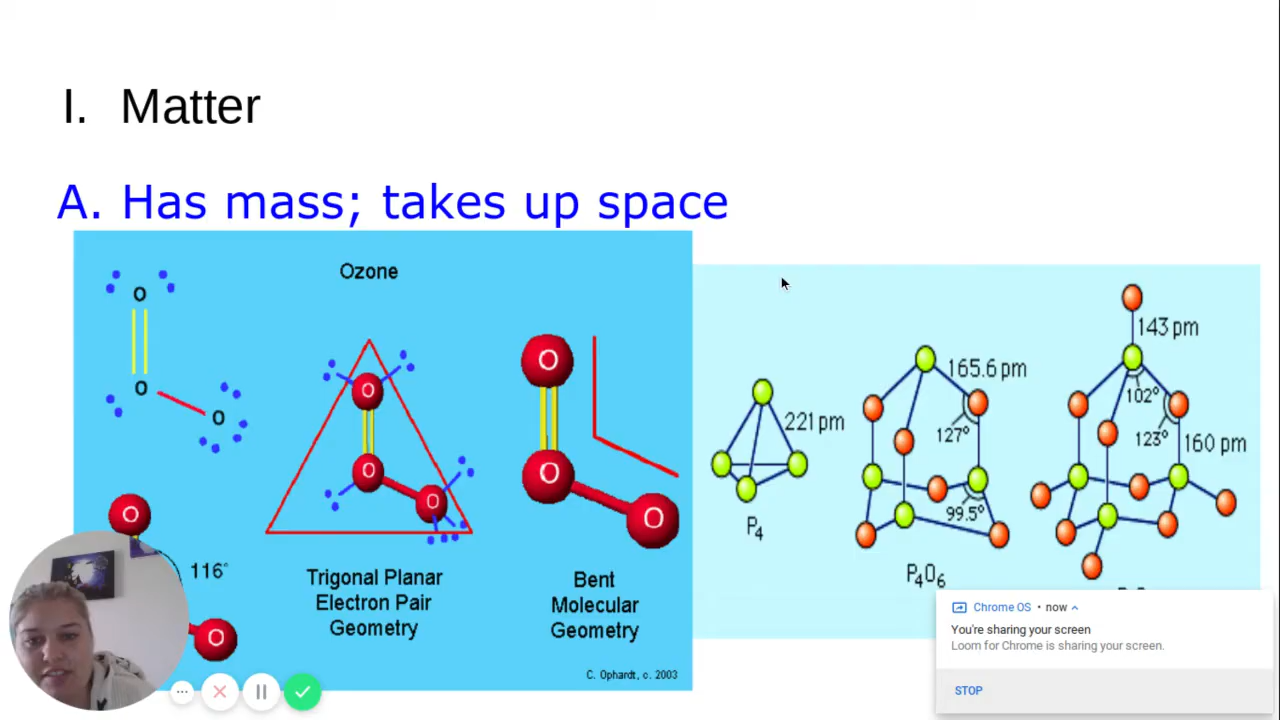 I. Matter
A. Has mass; takes up space
Ozone
O
O
O
O
O
O
O
O
O
O
O
116°
Trigonal Planar
Electron Pair
Geometry
Bent
Molecular
Geometry
C. Ophardt, c. 2003
221 pm
P4
165.6 pm
127°
99.5°
P4O6
143 pm
102°
123°
160 pm
Chrome OS • now
You're sharing your screen
Loom for Chrome is sharing your screen.
STOP